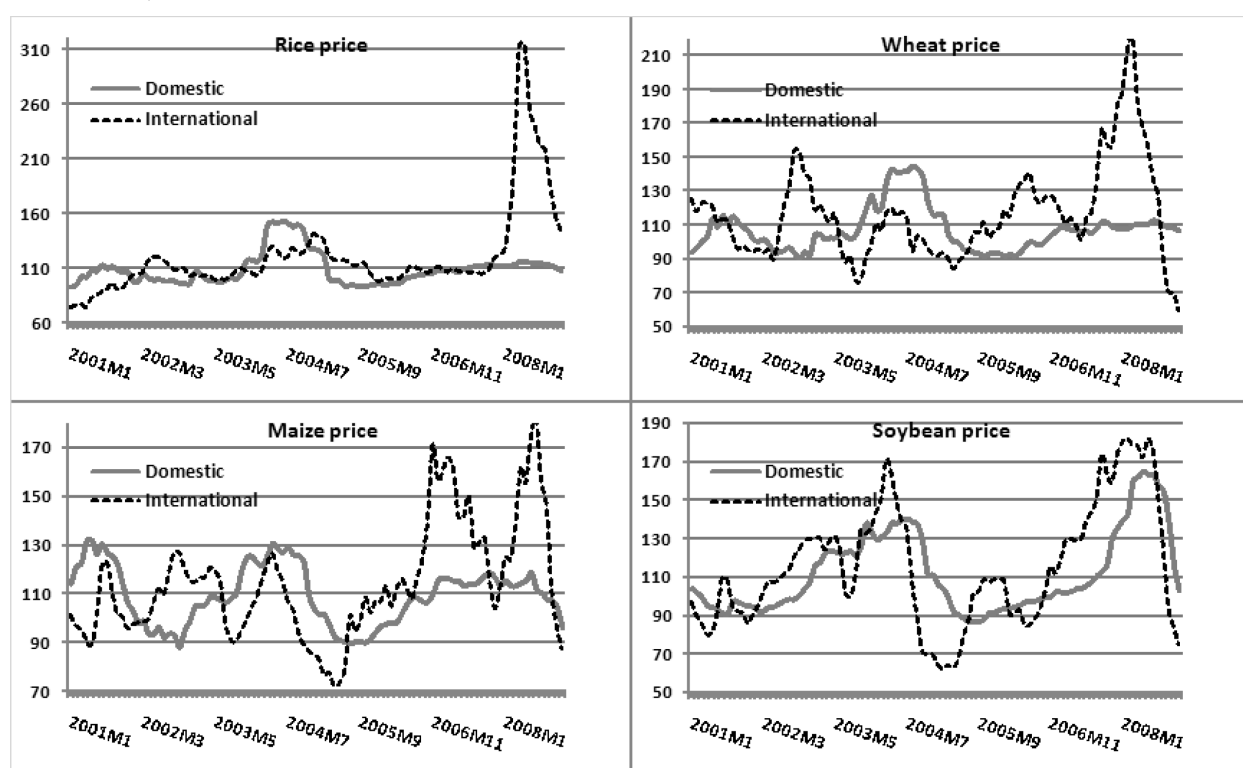 Rice price
310
260
210
160
110
60
Domestic
International
2001M1
2002M3
2003M5
2004M7
2005M9
2006M11
2008M1
Wheat price
210
190
170
150
130
110
90
70
50
Domestic
International
2001M1
2002M3
2003M5
2004M7
2005M9
2006M11
2008M1
Maize price
170
150
130
110
90
70
Domestic
International
2001M1
2002M3
2003M5
2004M7
2005M9
2006M11
2008M1
Soybean price
190
170
150
130
110
90
70
50
Domestic
International
2001M1
2002M3
2003M5
2004M7
2005M9
2006M11
2008M1